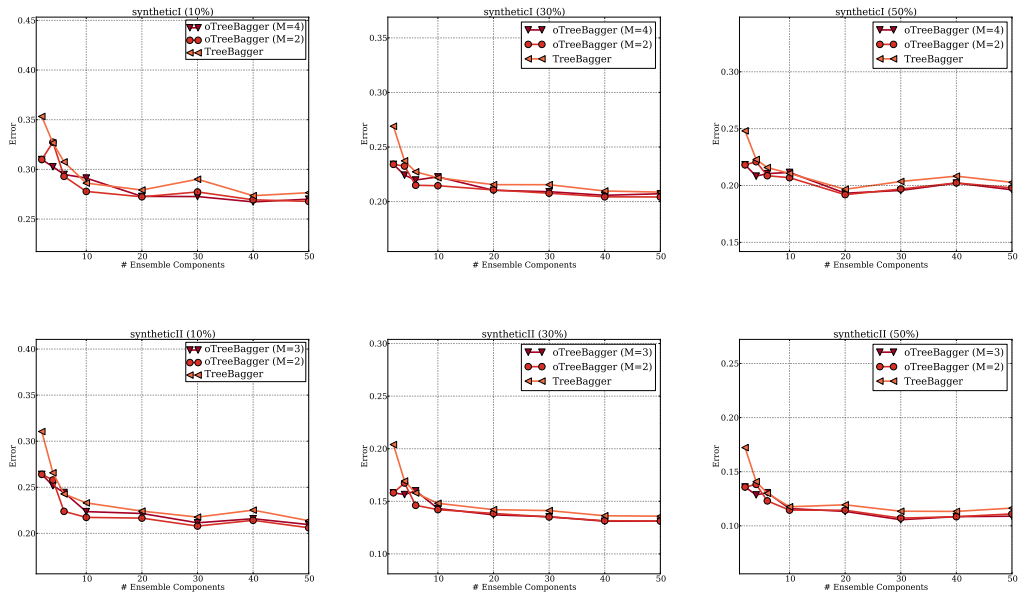 syntheticI (10%)
0.45
0.40
0.35
0.30
0.25
Error
10
20
30
40
50
# Ensemble Components
oTreeBagger (M=4)
oTreeBagger (M=2)
TreeBagger
syntheticI (30%)
0.35
0.30
0.25
0.20
Error
10
20
30
40
50
# Ensemble Components
oTreeBagger (M=4)
oTreeBagger (M=2)
TreeBagger
syntheticI (50%)
0.30
0.25
0.20
0.15
Error
10
20
30
40
50
# Ensemble Components
oTreeBagger (M=4)
oTreeBagger (M=2)
TreeBagger
syntheticII (10%)
0.40
0.35
0.30
0.25
0.20
Error
10
20
30
40
50
# Ensemble Components
oTreeBagger (M=3)
oTreeBagger (M=2)
TreeBagger
syntheticII (30%)
0.30
0.25
0.20
0.15
0.10
Error
10
20
30
40
50
# Ensemble Components
oTreeBagger (M=3)
oTreeBagger (M=2)
TreeBagger
syntheticII (50%)
0.25
0.20
0.15
0.10
Error
10
20
30
40
50
# Ensemble Components
oTreeBagger (M=3)
oTreeBagger (M=2)
TreeBagger